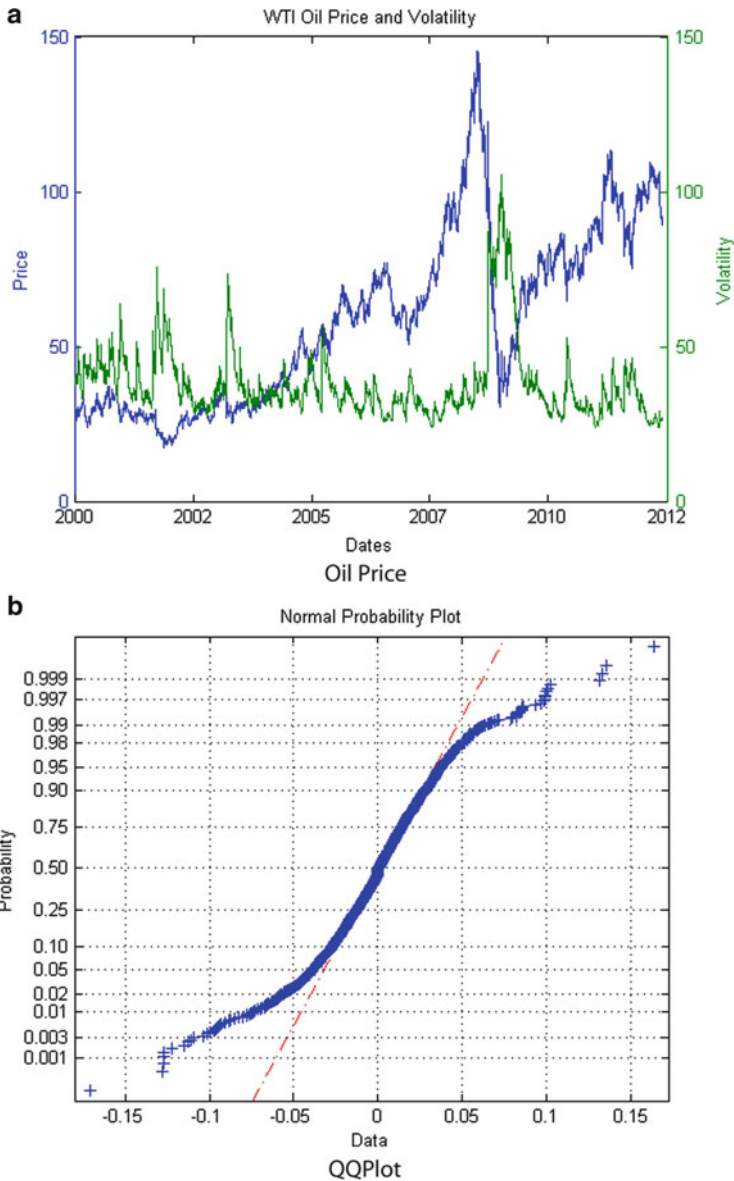 a
WTI Oil Price and Volatility
150
150
100
100
Price
Volatility
50
50
0
0
2000 2002 2005 2007 2010 2012
Dates
Oil Price
b
Normal Probability Plot
0.999
0.997
0.99
0.98
0.95
0.90
0.75
Probability
0.50
0.25
0.10
0.05
0.02
0.01
0.003
0.001
-0.15 -0.1 -0.05 0 0.05 0.1 0.15
Data
QQPlot